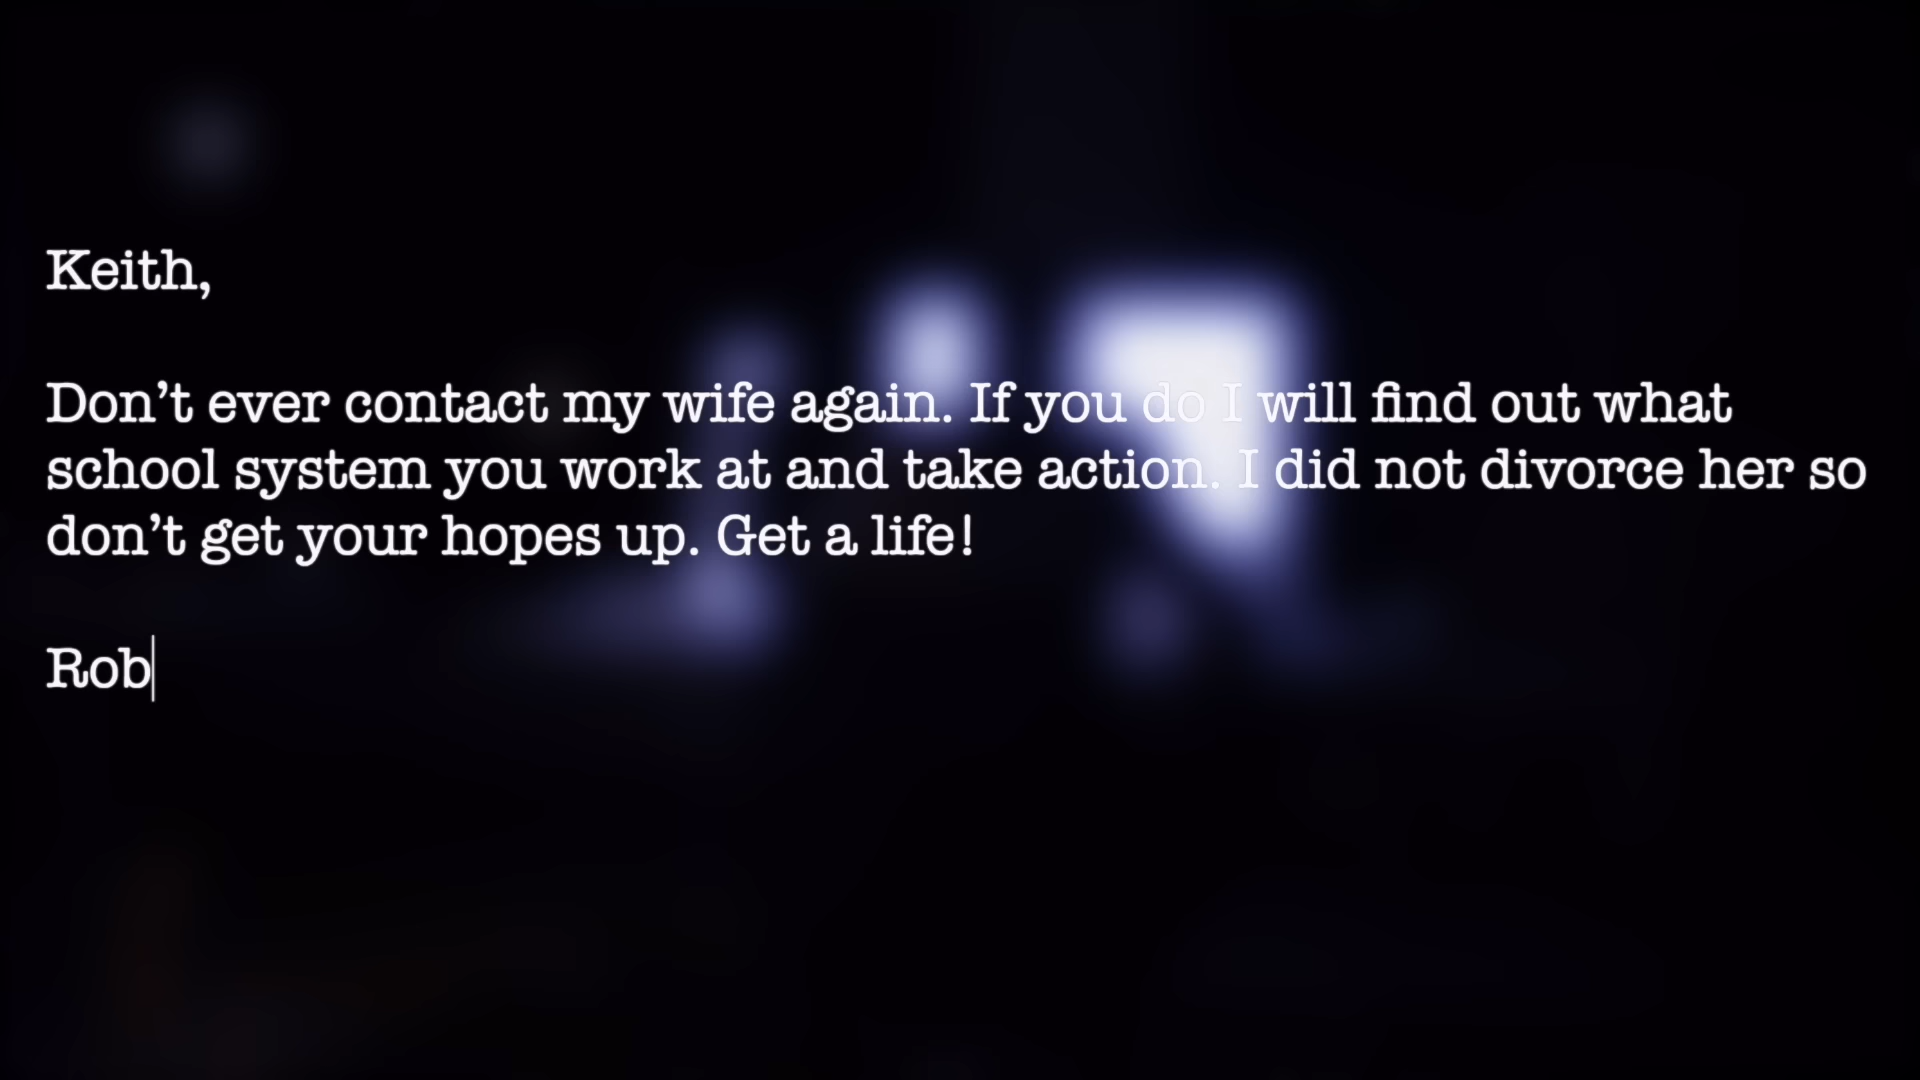 Keith,
Don’t ever contact my wife again. If you do I will find out what
school system you work at and take action. I did not divorce her so
don’t get your hopes up. Get a life!
Rob